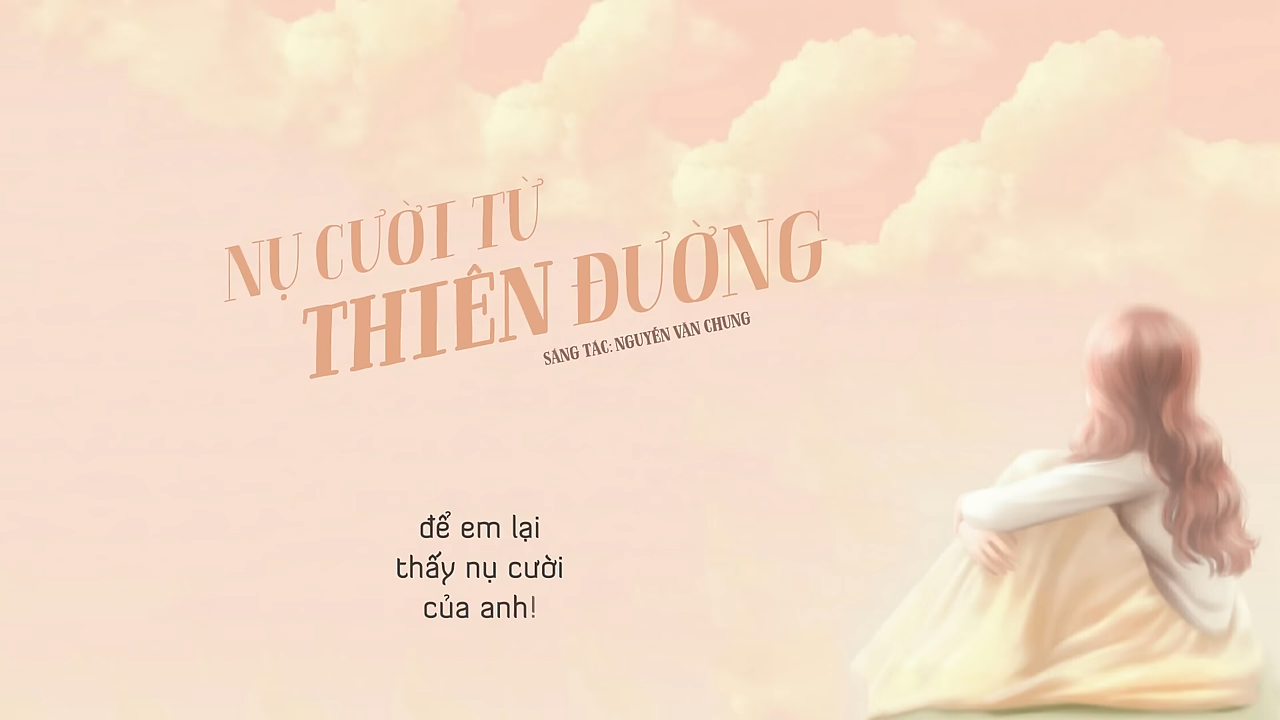 NỤ CƯỜI TỪ
THIÊN ĐƯỜNG
SÁNG TÁC: NGUYỄN VĂN CHUNG
để em lại
thấy nụ cười
của anh!